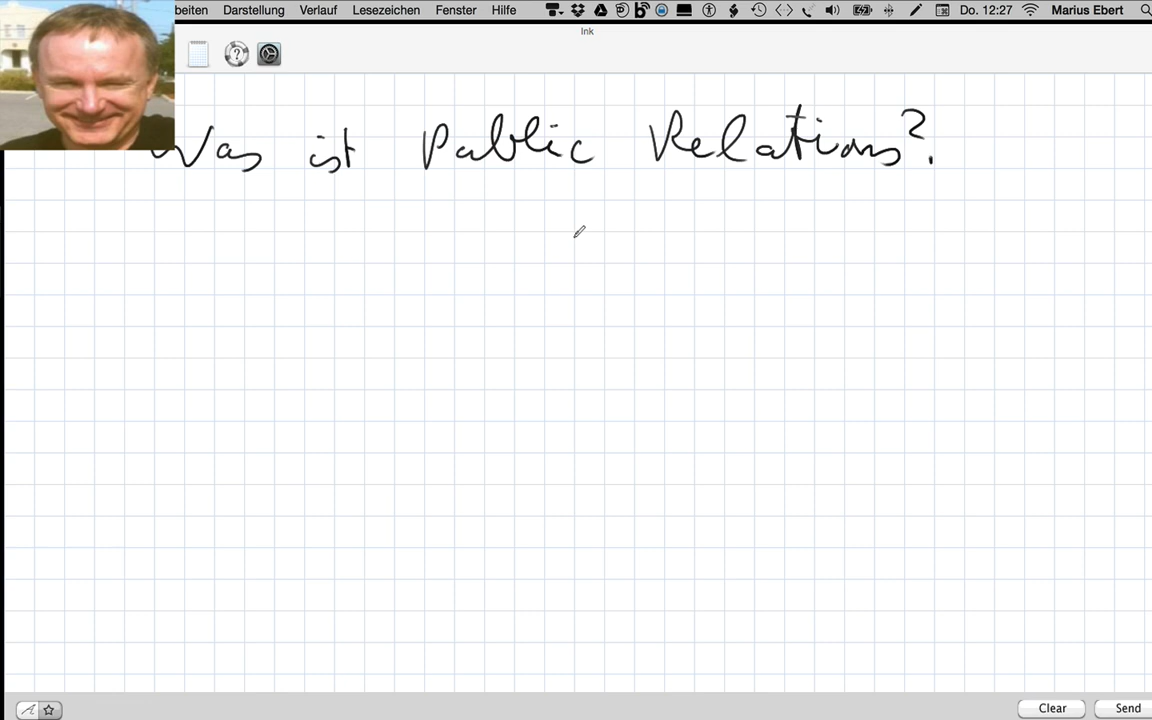 beiten Darstellung Verlauf Lesezeichen Fenster Hilfe Do. 12:27 Marius Ebert
Ink
Was ist Public Relations?
Clear Send